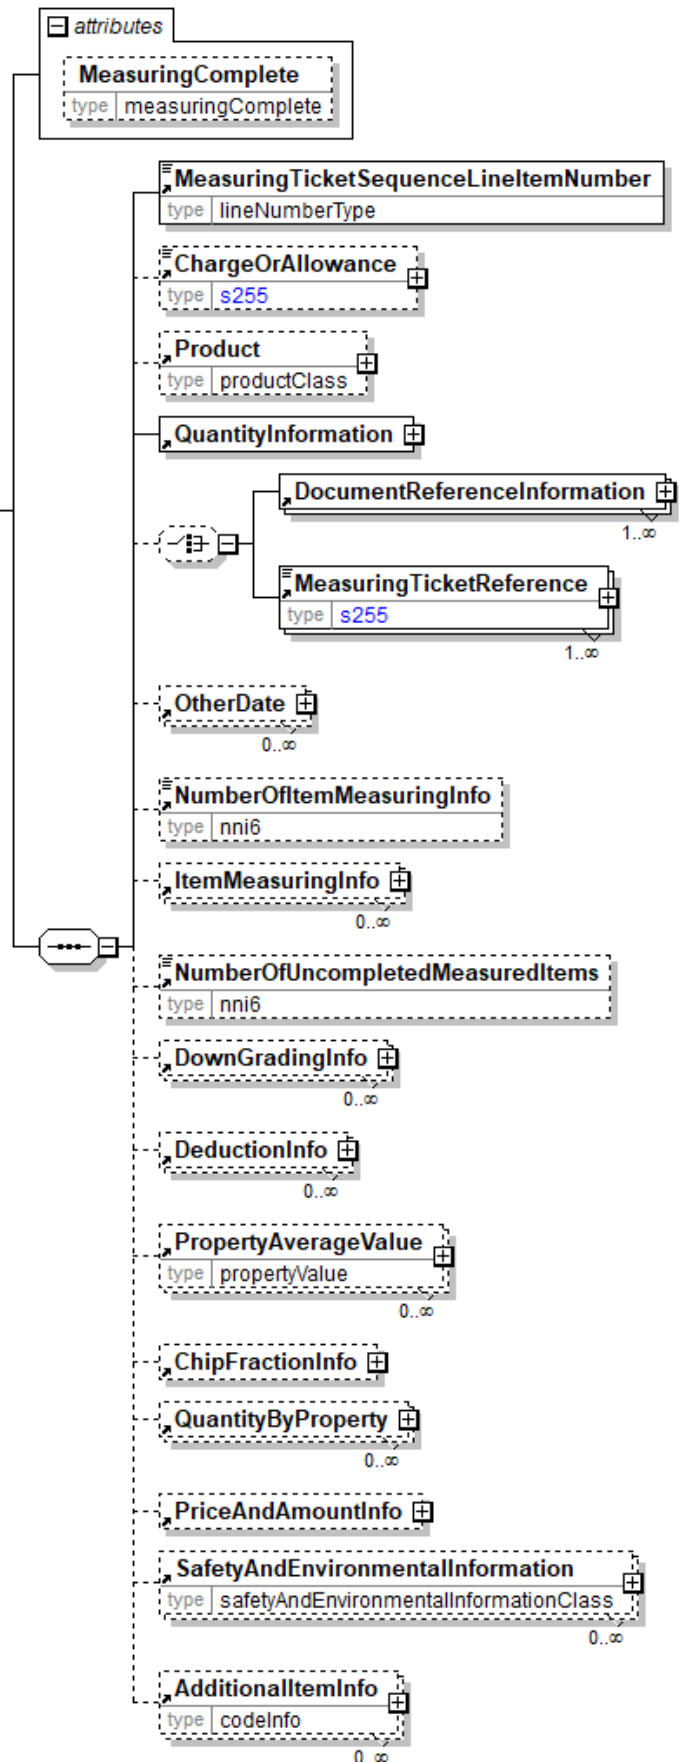 attributes
MeasuringComplete
type measuringComplete
MeasuringTicketSequenceLineItemNumber
type lineNumberType
ChargeOrAllowance
type s255
Product
type productClass
QuantityInformation
DocumentReferenceInformation
1..∞
MeasuringTicketReference
type s255
1..∞
OtherDate
0..∞
NumberOfItemMeasuringInfo
type nni6
ItemMeasuringInfo
0..∞
NumberOfUncompletedMeasuredItems
type nni6
DownGradingInfo
0..∞
DeductionInfo
0..∞
PropertyAverageValue
type propertyValue
0..∞
ChipFractionInfo
QuantityByProperty
0..∞
PriceAndAmountInfo
SafetyAndEnvironmentalInformation
type safetyAndEnvironmentalInformationClass
0..∞
AdditionalItemInfo
type codeInfo
0..∞